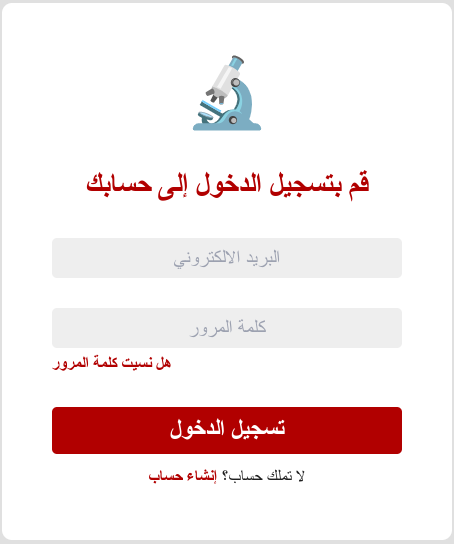 قم بتسجيل الدخول إلى حسابك
البريد الالكتروني
كلمة المرور
هل نسيت كلمة المرور
تسجيل الدخول
لا تملك حساب؟ إنشاء حساب